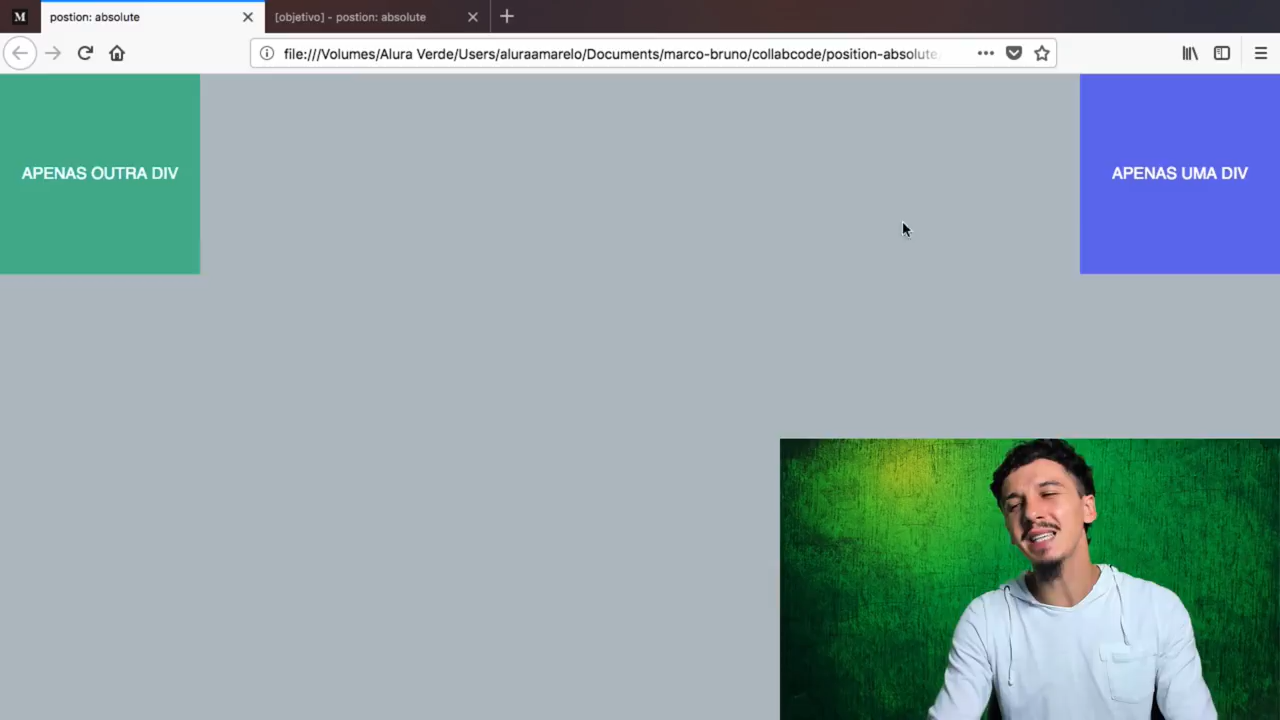 M
postion: absolute
[objetivo] - postion: absolute
file:///Volumes/Alura Verde/Users/aluraamarelo/Documents/marco-bruno/collabcode/position-absolute
APENAS OUTRA DIV
APENAS UMA DIV